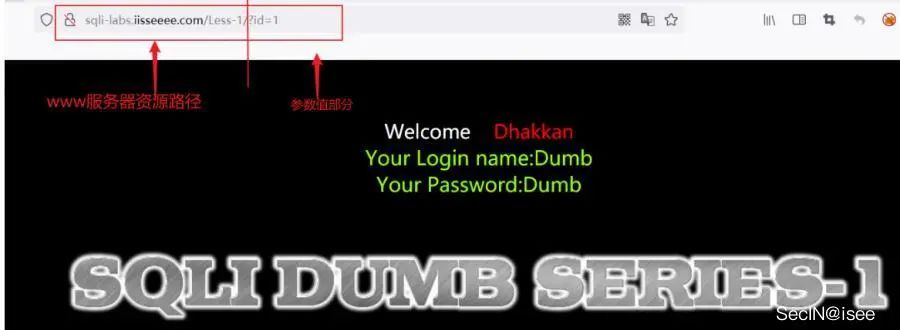 sqli-labs.iisseeee.com/Less-1/?id=1
www服务器资源路径
参数值部分
Welcome Dhakkan
Your Login name:Dumb
Your Password:Dumb
SQLI DUMB SERIES-1
SecIN@isee